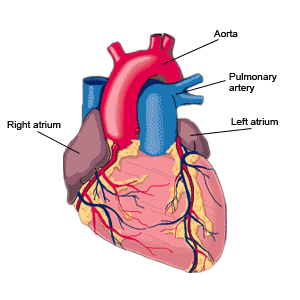 Aorta
Pulmonary
artery
Right atrium
Left atrium